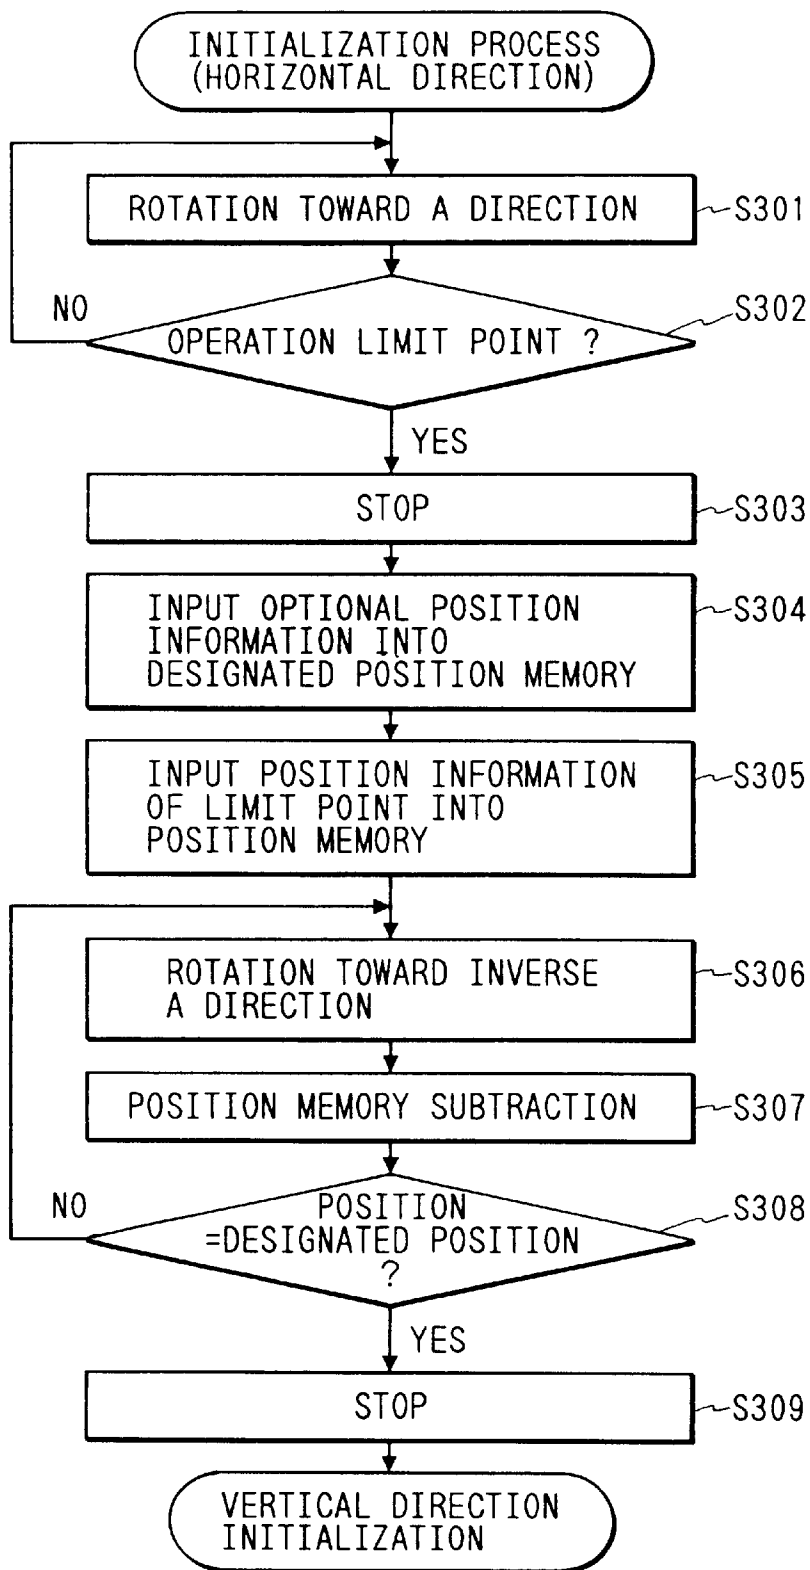 INITIALIZATION PROCESS
(HORIZONTAL DIRECTION)
ROTATION TOWARD A DIRECTION
S301
NO
OPERATION LIMIT POINT ?
S302
YES
STOP
S303
INPUT OPTIONAL POSITION
INFORMATION INTO
DESIGNATED POSITION MEMORY
S304
INPUT POSITION INFORMATION
OF LIMIT POINT INTO
POSITION MEMORY
S305
ROTATION TOWARD INVERSE
A DIRECTION
S306
POSITION MEMORY SUBTRACTION
S307
NO
POSITION
=DESIGNATED POSITION
?
S308
YES
STOP
S309
VERTICAL DIRECTION
INITIALIZATION